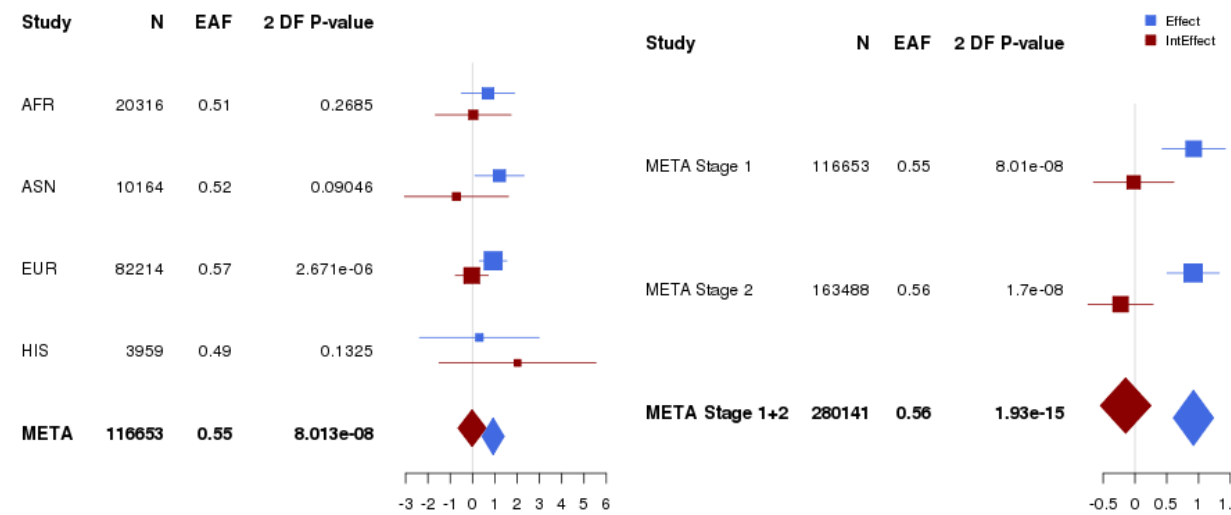 Study N EAF 2 DF P-value
AFR 20316 0.51 0.2685
ASN 10164 0.52 0.09046
EUR 82214 0.57 2.671e-06
HIS 3959 0.49 0.1325
META 116653 0.55 8.013e-08
-3 -2 -1 0 1 2 3 4 5 6
Effect
IntEffect
Study N EAF 2 DF P-value
META Stage 1 116653 0.55 8.01e-08
META Stage 2 163488 0.56 1.7e-08
META Stage 1+2 280141 0.56 1.93e-15
-0.5 0 0.5 1 1.